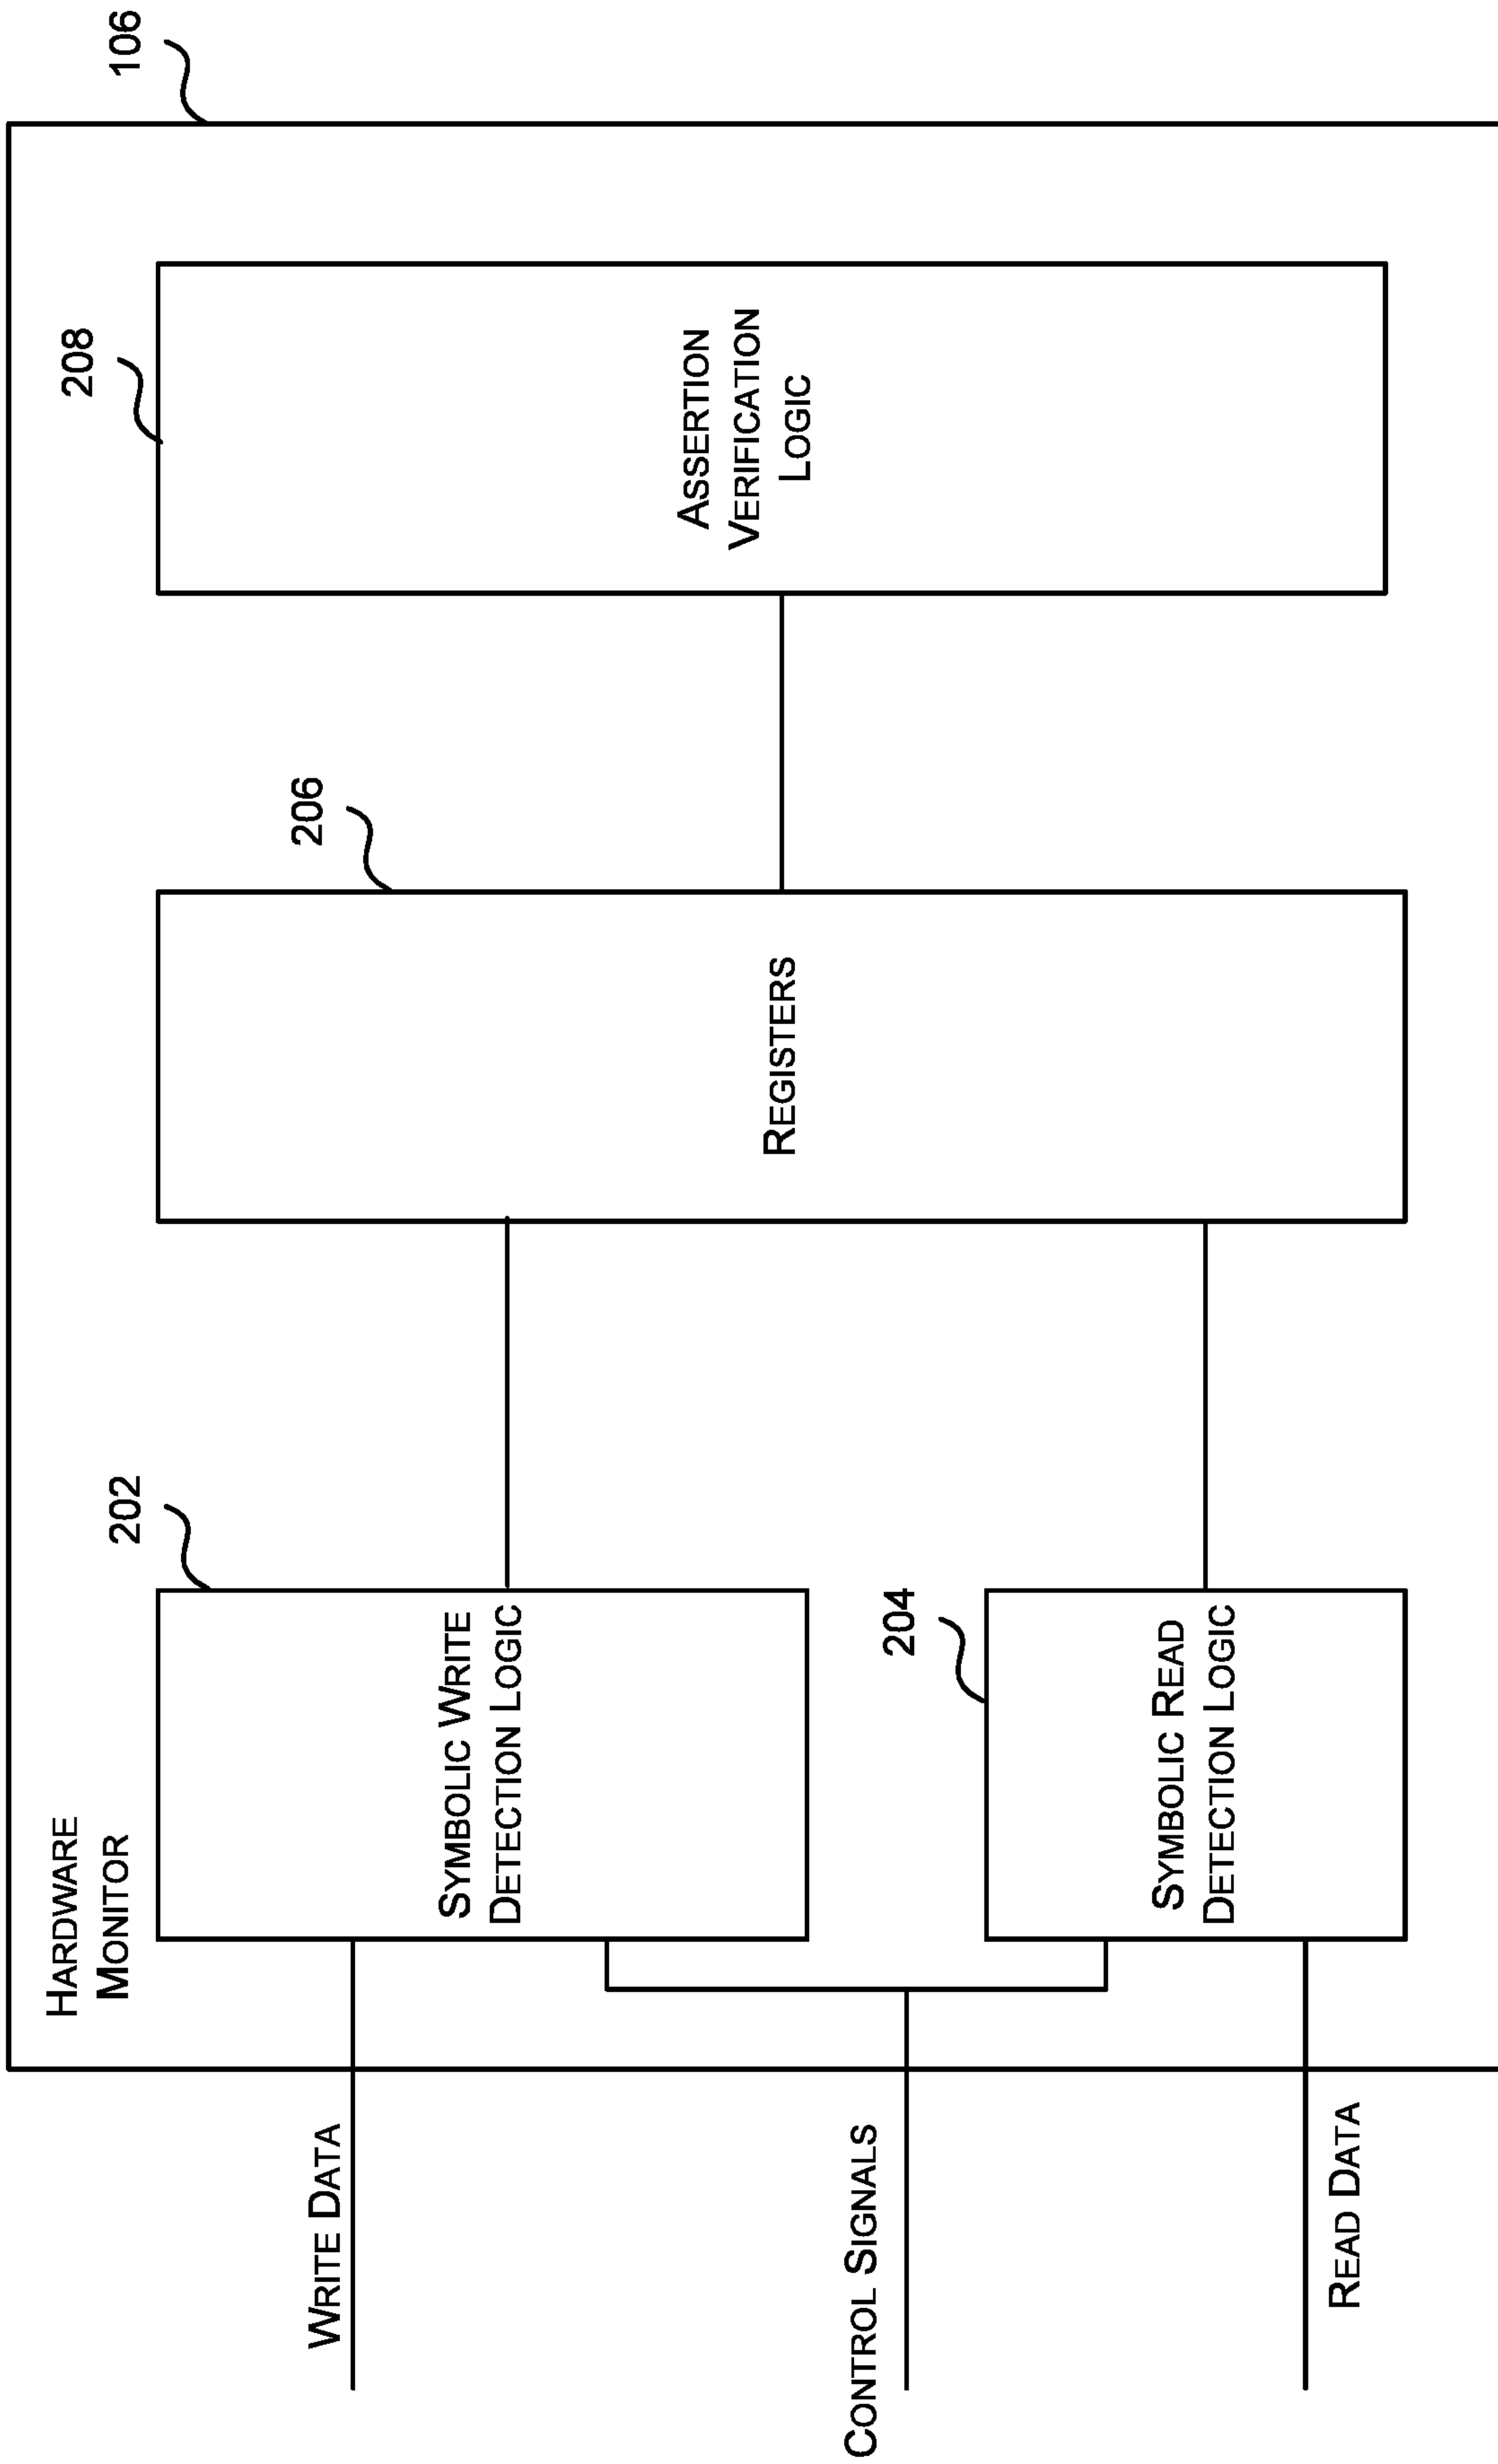 HARDWARE
MONITOR
106
202
206
208
WRITE DATA
SYMBOLIC WRITE
DETECTION LOGIC
REGISTERS
ASSERTION
VERIFICATION
LOGIC
CONTROL SIGNALS
204
SYMBOLIC READ
DETECTION LOGIC
READ DATA